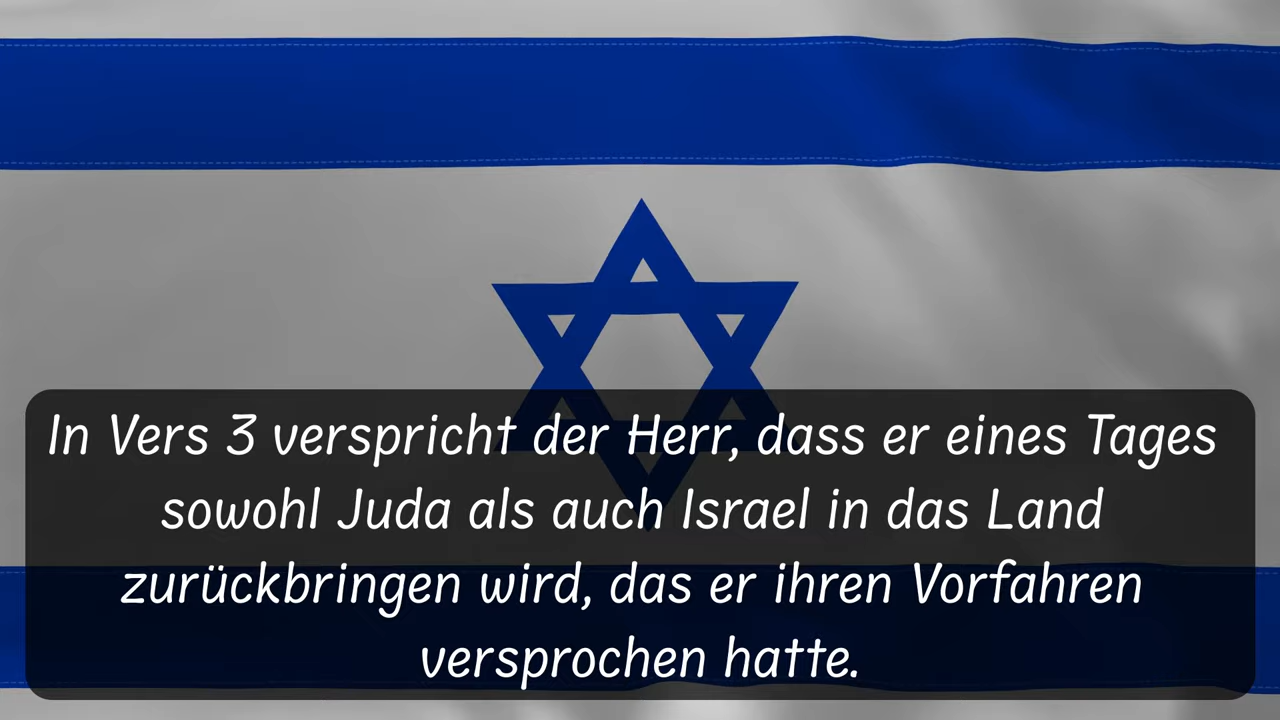 In Vers 3 verspricht der Herr, dass er eines Tages
sowohl Juda als auch Israel in das Land
zurückbringen wird, das er ihren Vorfahren
versprochen hatte.